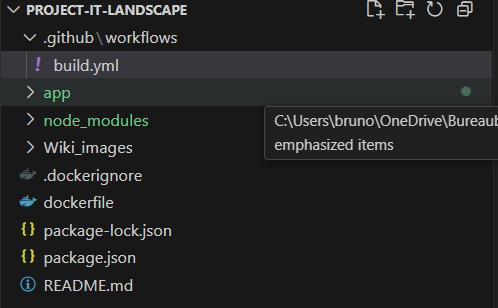 PROJECT-IT-LANDSCAPE
.github\workflows
! build.yml
app
node_modules
C:\Users\bruno\OneDrive\Bureau
emphasized items
Wiki_images
.dockerignore
dockerfile
{} package-lock.json
{} package.json
README.md